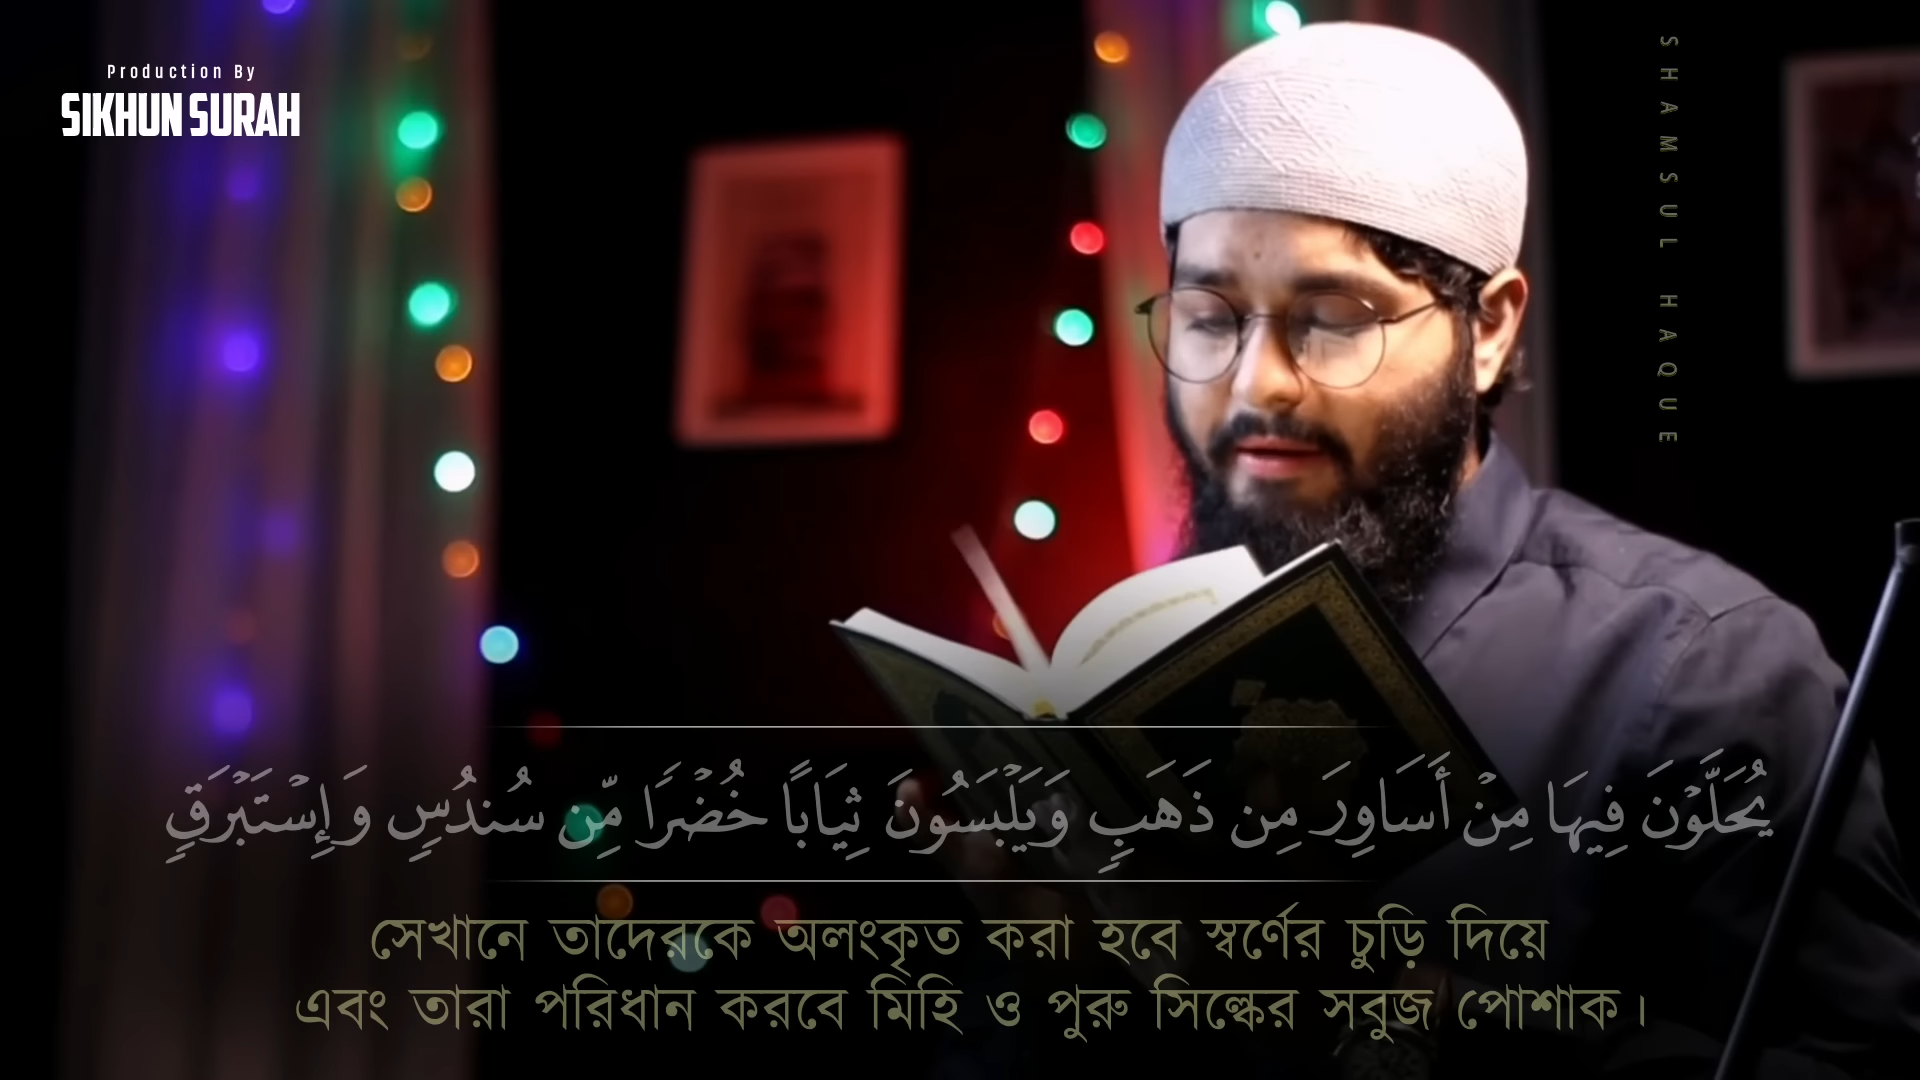 Production By
SIKHUN SURAH
SHAMSUL HAQUE
يُحَلَّوْنَ فِيهَا مِنْ أَسَاوِرَ مِن ذَهَبٍ وَيَلْبَسُونَ ثِيَابًا خُضْرًا مِّن سُندُسٍ وَإِسْتَبْرَقٍ
সেখানে তাদেরকে অলংকৃত করা হবে স্বর্ণের চুড়ি দিয়ে
এবং তারা পরিধান করবে মিহি ও পুরু সিল্কের সবুজ পোশাক।